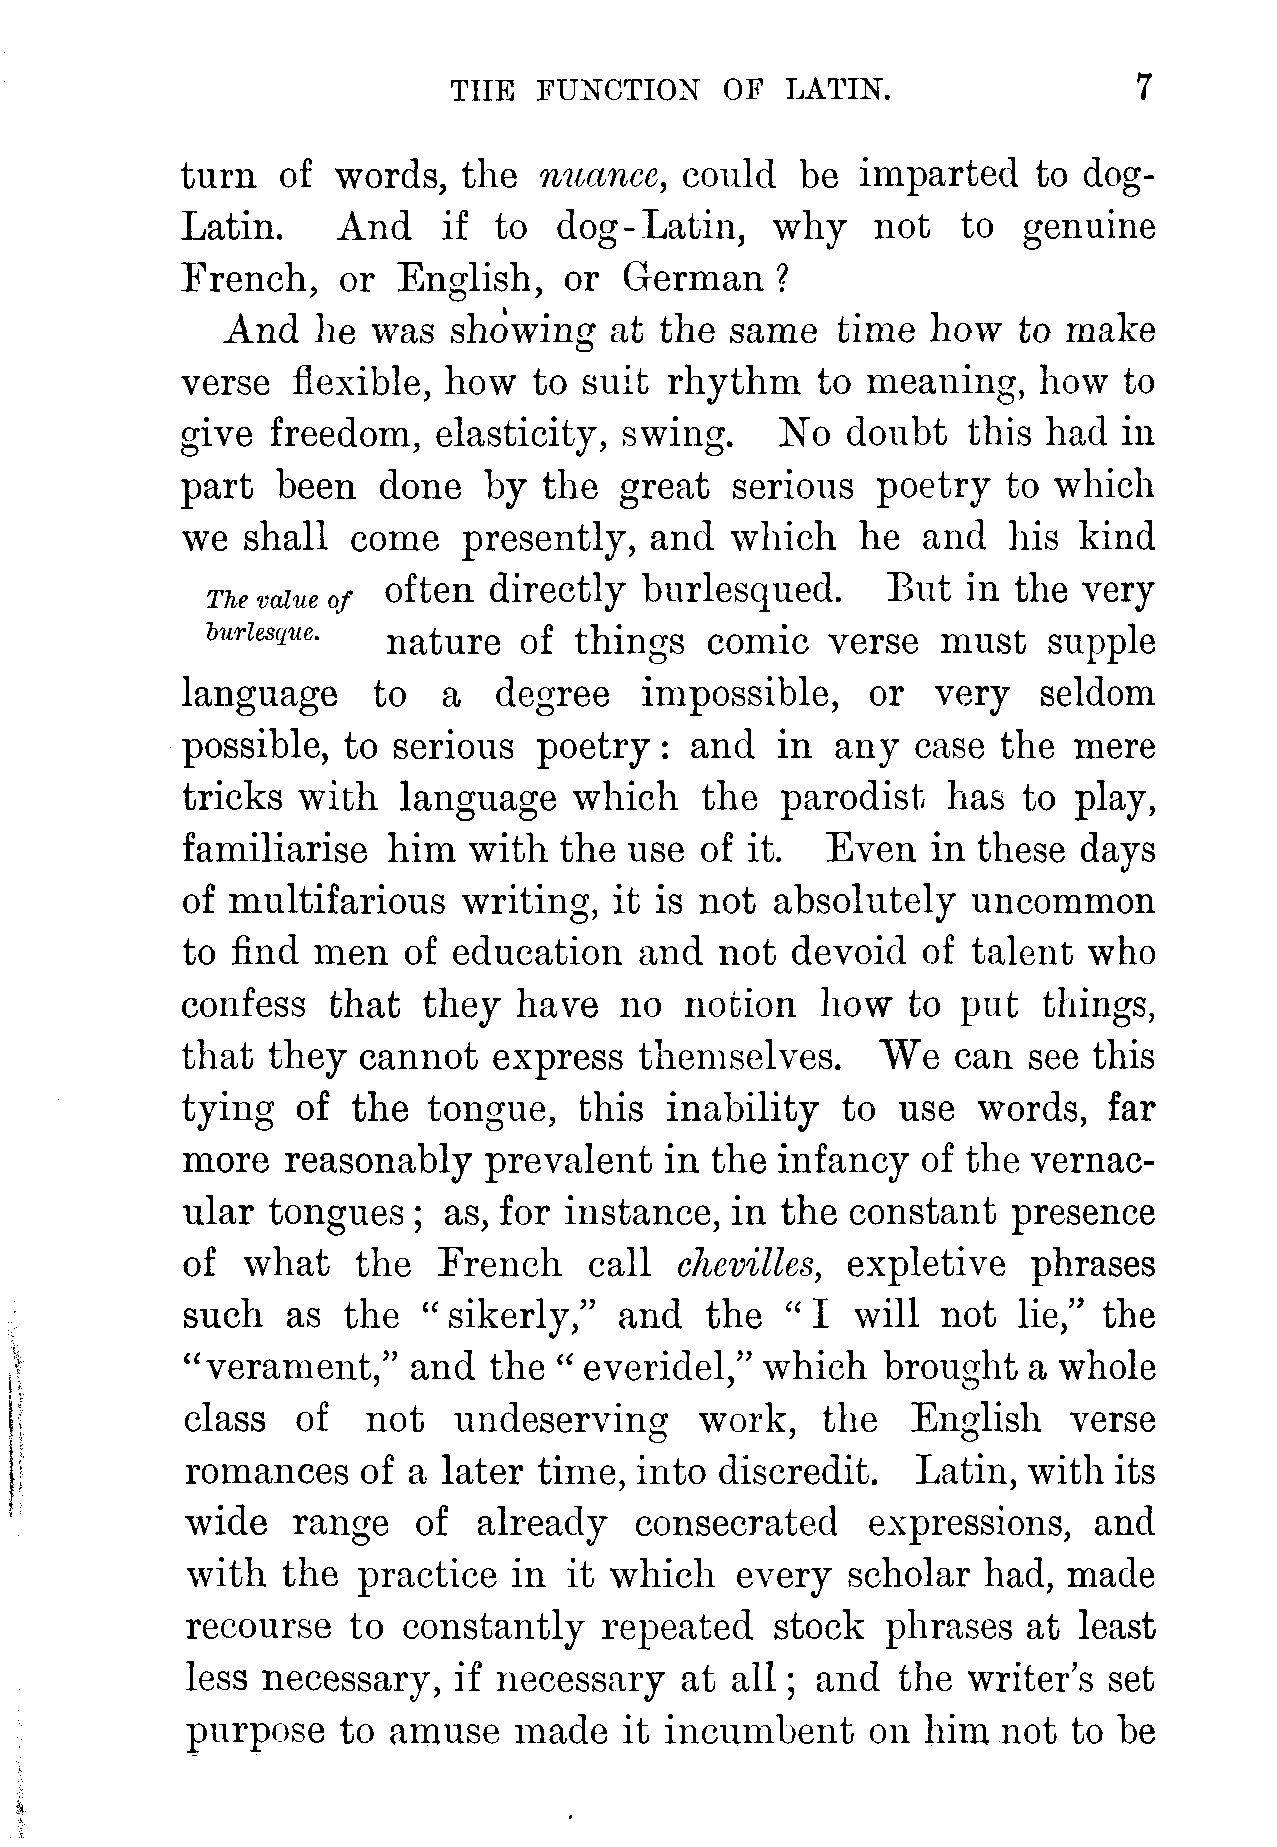 THE FUNCTION OF LATIN. 7
turn of words, the nuance, could be imparted to dog-
Latin. And if to dog-Latin, why not to genuine
French, or English, or German?
And he was showing at the same time how to make
verse flexible, how to suit rhythm to meaning, how to
give freedom, elasticity, swing. No doubt this had in
part been done by the great serious poetry to which
we shall come presently, and which he and his kind
The value of
burlesque.
often directly burlesqued. But in the very
nature of things comic verse must supple
language to a degree impossible, or very seldom
possible, to serious poetry: and in any case the mere
tricks with language which the parodist has to play,
familiarise him with the use of it. Even in these days
of multifarious writing, it is not absolutely uncommon
to find men of education and not devoid of talent who
confess that they have no notion how to put things,
that they cannot express themselves. We can see this
tying of the tongue, this inability to use words, far
more reasonably prevalent in the infancy of the vernac-
ular tongues; as, for instance, in the constant presence
of what the French call chevilles, expletive phrases
such as the "sikerly," and the "I will not lie," the
"verament," and the "everidel," which brought a whole
class of not undeserving work, the English verse
romances of a later time, into discredit. Latin, with its
wide range of already consecrated expressions, and
with the practice in it which every scholar had, made
recourse to constantly repeated stock phrases at least
less necessary, if necessary at all; and the writer's set
purpose to amuse made it incumbent on him not to be